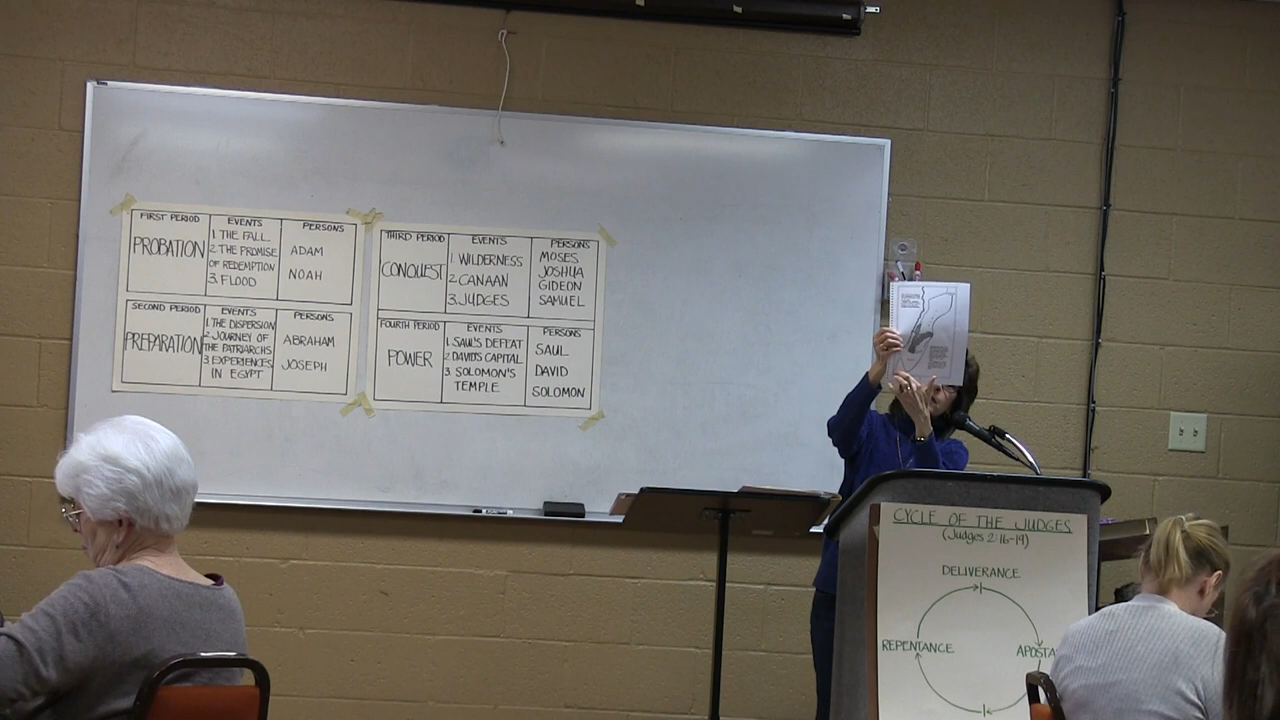 FIRST PERIOD
PROBATION
EVENTS
1. THE FALL
2. THE PROMISE
OF REDEMPTION
3. FLOOD
PERSONS
ADAM
NOAH
SECOND PERIOD
PREPARATION
EVENTS
1. THE DISPERSION
2. JOURNEY OF
THE PATRIARCHS
3. EXPERIENCES
IN EGYPT
PERSONS
ABRAHAM
JOSEPH
THIRD PERIOD
CONQUEST
EVENTS
1. WILDERNESS
2. CANAAN
3. JUDGES
PERSONS
MOSES
JOSHUA
GIDEON
SAMUEL
FOURTH PERIOD
POWER
EVENTS
1. SAUL'S DEFEAT
2. DAVID'S CAPITAL
3. SOLOMON'S
TEMPLE
PERSONS
SAUL
DAVID
SOLOMON
CYCLE OF THE JUDGES
(Judges 2:16-19)
DELIVERANCE
REPENTANCE
APOSTA